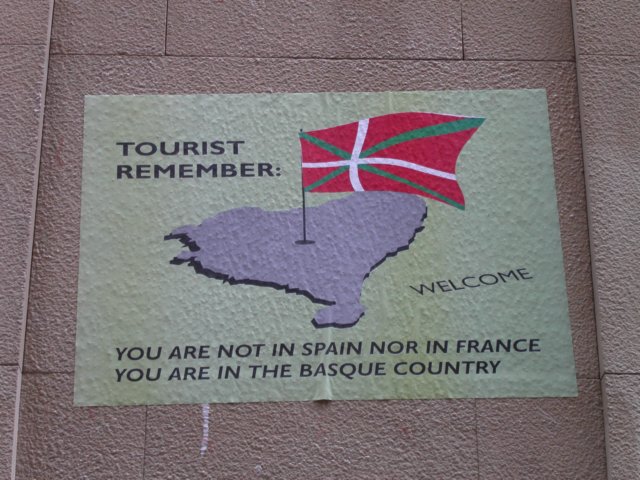 TOURIST
REMEMBER:
WELCOME
YOU ARE NOT IN SPAIN NOR IN FRANCE
YOU ARE IN THE BASQUE COUNTRY